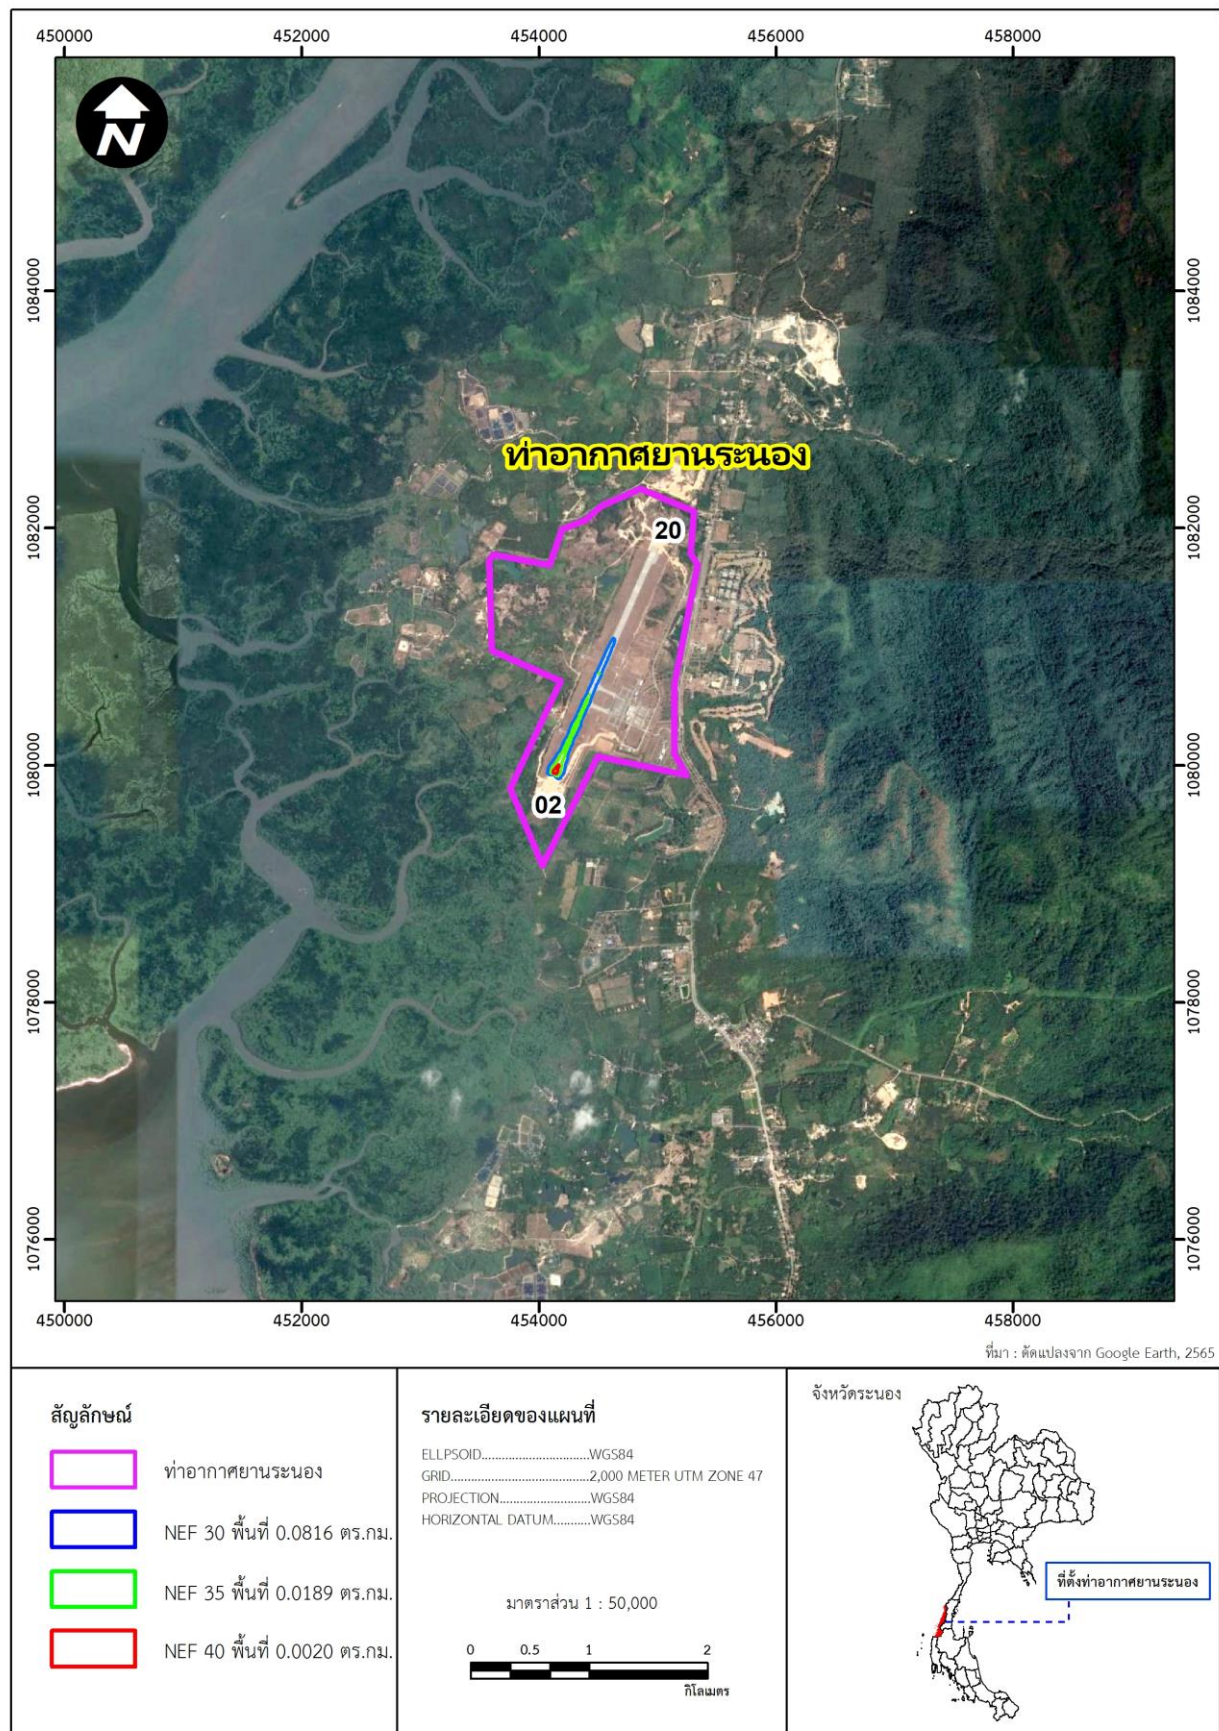 450000 452000 454000 456000 458000
N
1084000 1084000
ท่าอากาศยานระนอง
1082000 1082000
20
1080000 1080000
02
1078000 1078000
1076000 1076000
450000 452000 454000 456000 458000
ที่มา : ดัดแปลงจาก Google Earth, 2565
สัญลักษณ์
ท่าอากาศยานระนอง
NEF 30 พื้นที่ 0.0816 ตร.กม.
NEF 35 พื้นที่ 0.0189 ตร.กม.
NEF 40 พื้นที่ 0.0020 ตร.กม.
รายละเอียดของแผนที่
ELLPSOID..............................WGS84
GRID.......................................2,000 METER UTM ZONE 47
PROJECTION.........................WGS84
HORIZONTAL DATUM..........WGS84
มาตราส่วน 1 : 50,000
0 0.5 1 2
กิโลเมตร
จังหวัดระนอง
ที่ตั้งท่าอากาศยานระนอง